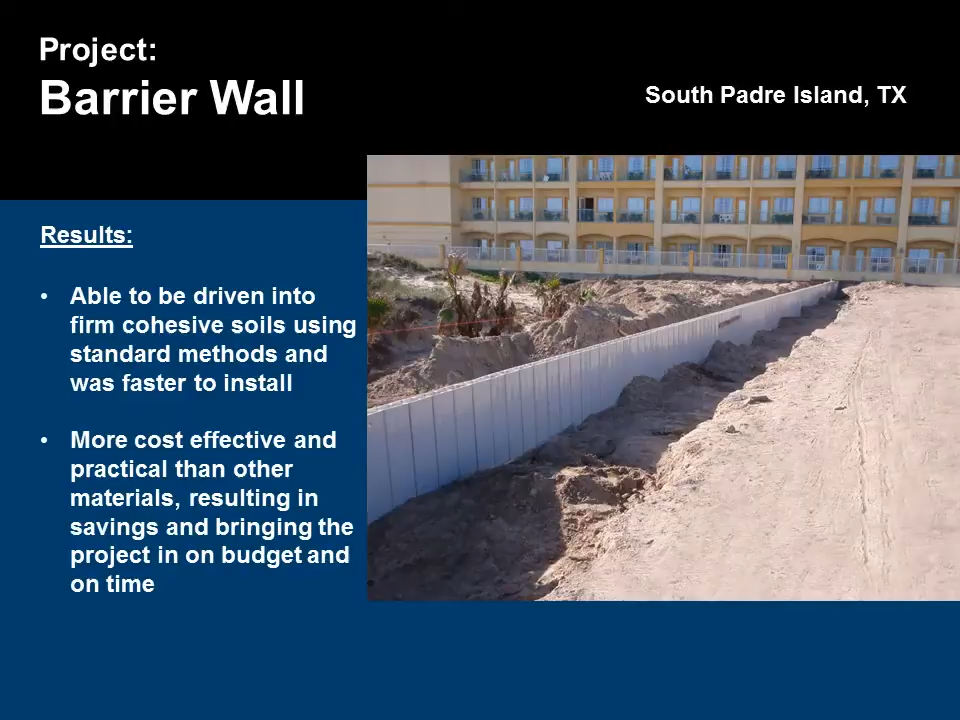 Project:
Barrier Wall
South Padre Island, TX
Results:
• Able to be driven into
firm cohesive soils using
standard methods and
was faster to install
• More cost effective and
practical than other
materials, resulting in
savings and bringing the
project in on budget and
on time